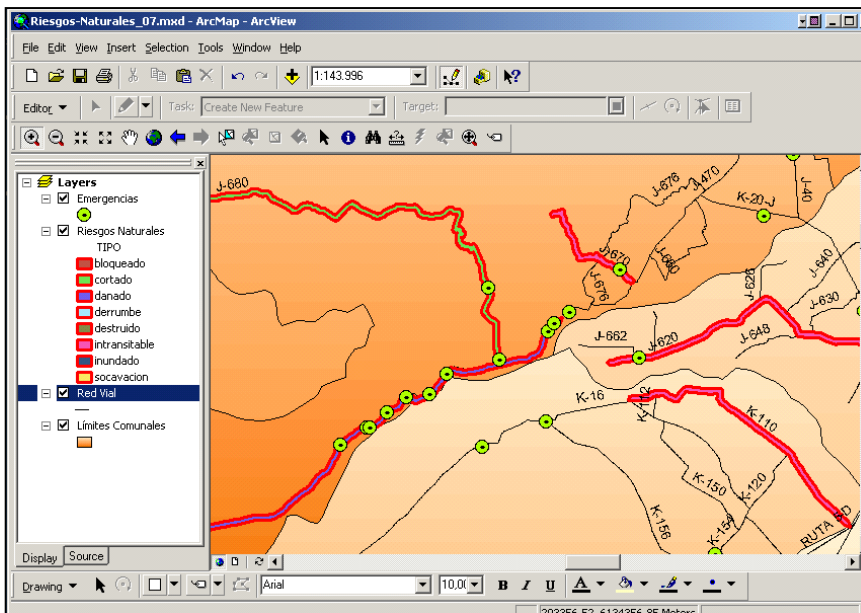 Riesgos-Naturales_07.mxd - ArcMap - ArcView
File Edit View Insert Selection Tools Window Help
1:143.996
Editor Task: Create New Feature Target:
Layers
Emergencias
Riesgos Naturales
TIPO
bloqueado
cortado
danado
derrumbe
destruido
intransitable
inundado
socavacion
Red Vial
Límites Comunales
Display Source
J-680
J-676
J-470
K-20-J
J-40
J-670
J-660
J-676
J-640
J-626
J-630
J-662
J-620
J-648
K-16
K-112
K-110
K-150
K-120
K-156
K-154
RUTA 5D
Drawing Arial 10,0 B I U A